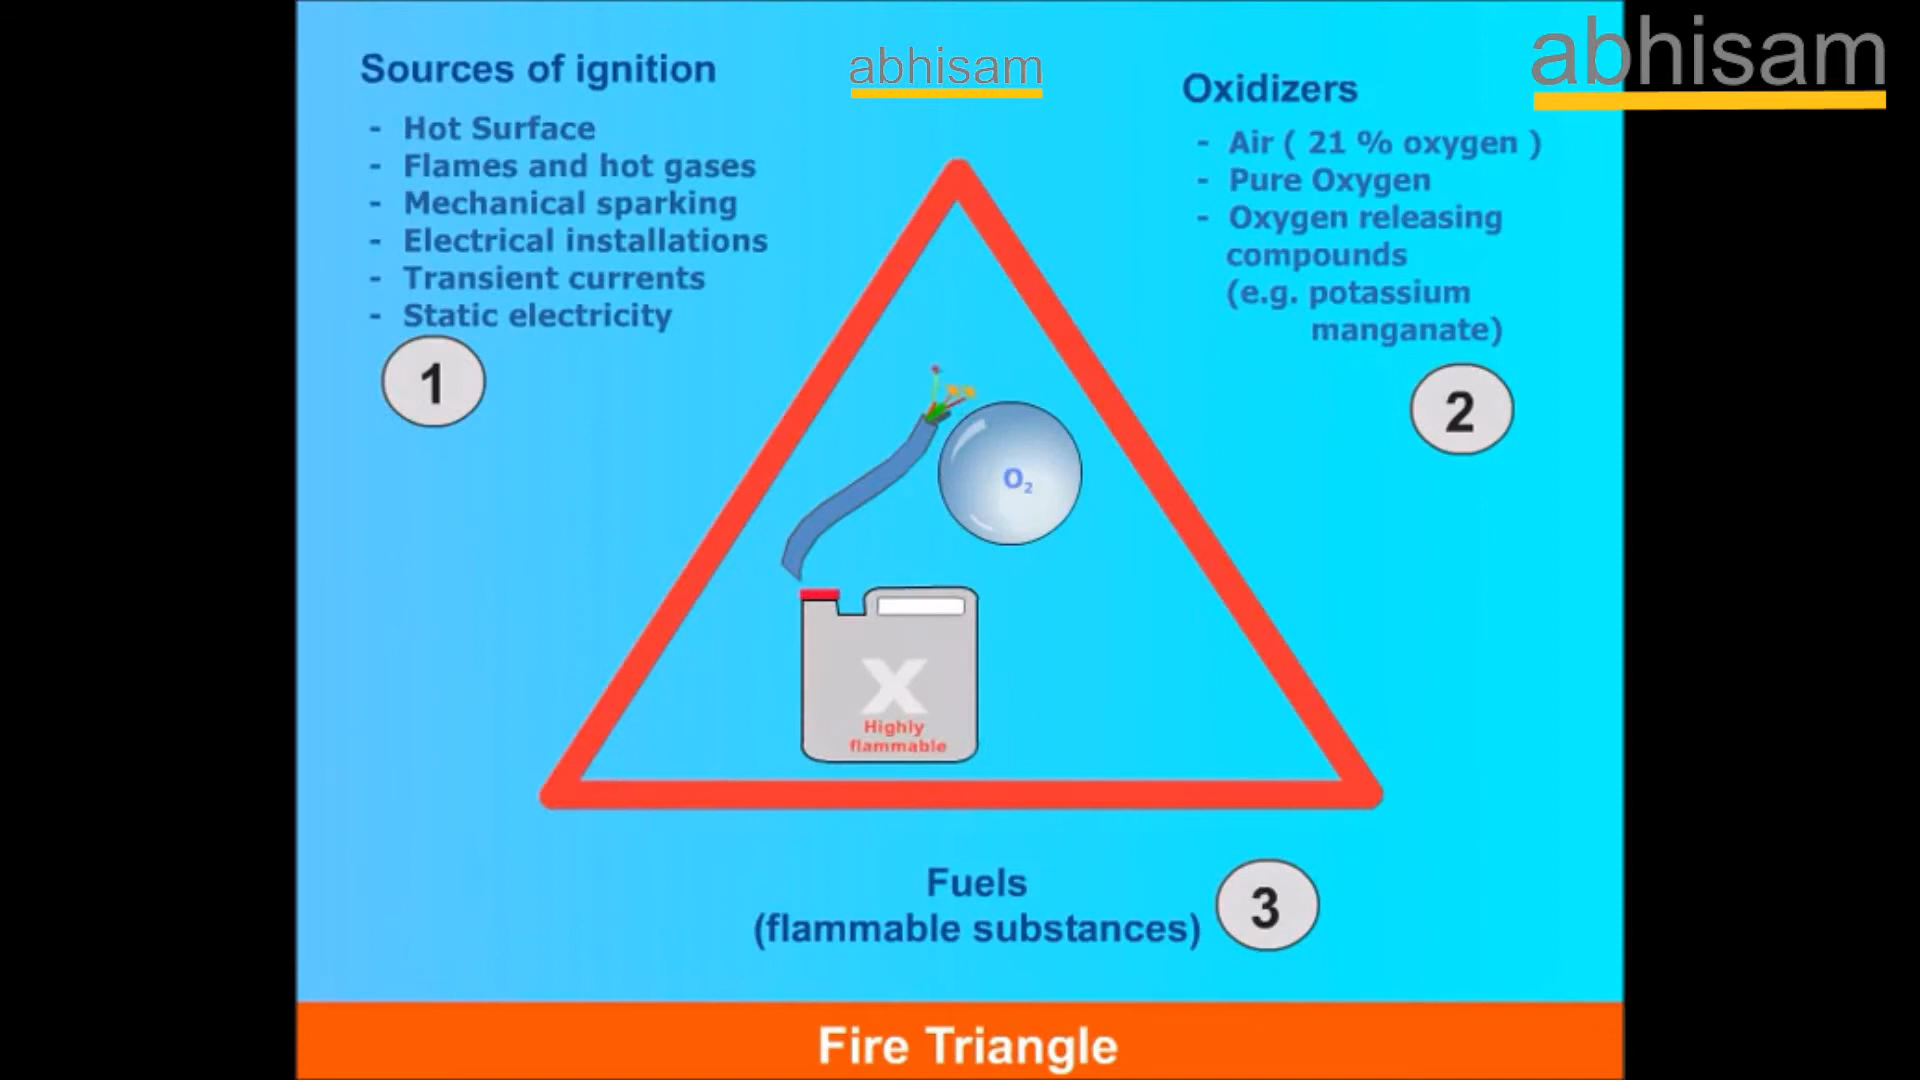 abhisam
abhisam
Sources of ignition
- Hot Surface
- Flames and hot gases
- Mechanical sparking
- Electrical installations
- Transient currents
- Static electricity
1
Oxidizers
- Air ( 21 % oxygen )
- Pure Oxygen
- Oxygen releasing
compounds
(e.g. potassium
manganate)
2
O₂
X
Highly
flammable
Fuels
(flammable substances)
3
Fire Triangle